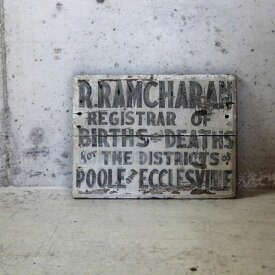 R. RAMCHARAN
REGISTRAR OF
BIRTHS AND DEATHS
FOR THE DISTRICTS OF
POOLE AND ECCLESVILLE